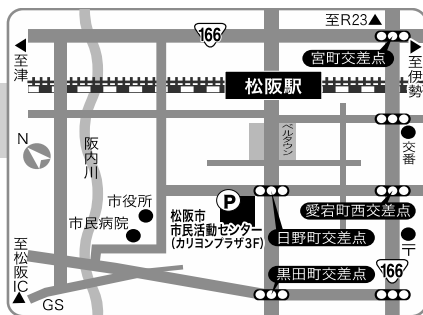 至R23▲
166
宮町交差点
至津
至伊勢
松阪駅
N
阪内川
ベルタウン
交番
市役所
市民病院
P
松阪市
市民活動センター
(カリヨンプラザ3F)
愛宕町西交差点
日野町交差点
〒
黒田町交差点
166
至松阪IC
GS